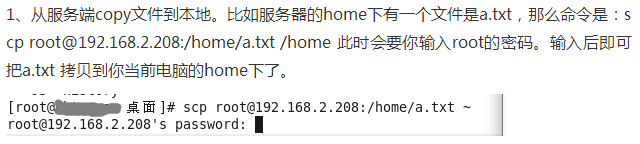 1、从服务端copy文件到本地。比如服务器的home下有一个文件是a.txt，那么命令是：s
cp root@192.168.2.208:/home/a.txt /home 此时会要你输入root的密码。输入后即可
把a.txt 拷贝到你当前电脑的home下了。
[root@ 桌面]# scp root@192.168.2.208:/home/a.txt ~
root@192.168.2.208's password: